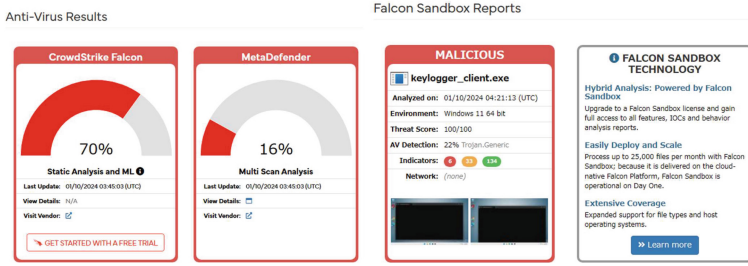 Anti-Virus Results
CrowdStrike Falcon
70%
Static Analysis and ML
Last Update: 01/10/2024 03:45:03 (UTC)
View Details: N/A
Visit Vendor:
GET STARTED WITH A FREE TRIAL
MetaDefender
16%
Multi Scan Analysis
Last Update: 01/10/2024 03:45:03 (UTC)
View Details:
Visit Vendor:
Falcon Sandbox Reports
MALICIOUS
keylogger_client.exe
Analyzed on: 01/10/2024 04:21:13 (UTC)
Environment: Windows 11 64 bit
Threat Score: 100/100
AV Detection: 22% Trojan.Generic
Indicators: 6 33 134
Network: (none)
FALCON SANDBOX
TECHNOLOGY
Hybrid Analysis: Powered by Falcon
Sandbox
Upgrade to a Falcon Sandbox license and gain
full access to all features, IOCs and behavior
analysis reports.
Easily Deploy and Scale
Process up to 25,000 files per month with Falcon
Sandbox; because it is delivered on the cloud-
native Falcon Platform, Falcon Sandbox is
operational on Day One.
Extensive Coverage
Expanded support for file types and host
operating systems.
Learn more